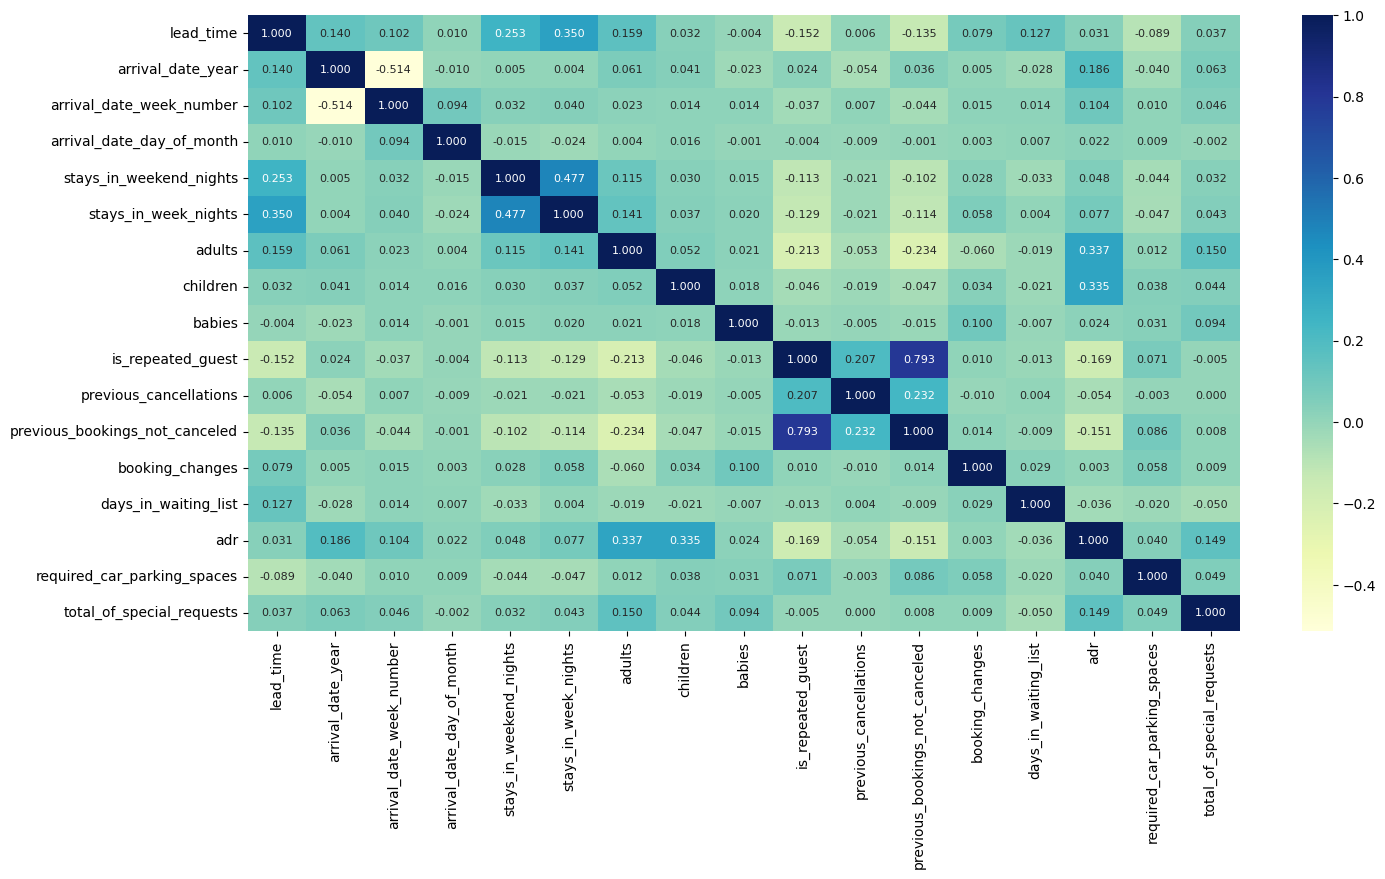 lead_time 1.000 0.140 0.102 0.010 0.253 0.350 0.159 0.032 -0.004 -0.152 0.006 -0.135 0.079 0.127 0.031 -0.089 0.037
arrival_date_year 0.140 1.000 -0.514 -0.010 0.005 0.004 0.061 0.041 -0.023 0.024 -0.054 0.036 0.005 -0.028 0.186 -0.040 0.063
arrival_date_week_number 0.102 -0.514 1.000 0.094 0.032 0.040 0.023 0.014 0.014 -0.037 0.007 -0.044 0.015 0.014 0.104 0.010 0.046
arrival_date_day_of_month 0.010 -0.010 0.094 1.000 -0.015 -0.024 0.004 0.016 -0.001 -0.004 -0.009 -0.001 0.003 0.007 0.022 0.009 -0.002
stays_in_weekend_nights 0.253 0.005 0.032 -0.015 1.000 0.477 0.115 0.030 0.015 -0.113 -0.021 -0.102 0.028 -0.033 0.048 -0.044 0.032
stays_in_week_nights 0.350 0.004 0.040 -0.024 0.477 1.000 0.141 0.037 0.020 -0.129 -0.021 -0.114 0.058 0.004 0.077 -0.047 0.043
adults 0.159 0.061 0.023 0.004 0.115 0.141 1.000 0.052 0.021 -0.213 -0.053 -0.234 -0.060 -0.019 0.337 0.012 0.150
children 0.032 0.041 0.014 0.016 0.030 0.037 0.052 1.000 0.018 -0.046 -0.019 -0.047 0.034 -0.021 0.335 0.038 0.044
babies -0.004 -0.023 0.014 -0.001 0.015 0.020 0.021 0.018 1.000 -0.013 -0.005 -0.015 0.100 -0.007 0.024 0.031 0.094
is_repeated_guest -0.152 0.024 -0.037 -0.004 -0.113 -0.129 -0.213 -0.046 -0.013 1.000 0.207 0.793 0.010 -0.013 -0.169 0.071 -0.005
previous_cancellations 0.006 -0.054 0.007 -0.009 -0.021 -0.021 -0.053 -0.019 -0.005 0.207 1.000 0.232 -0.010 0.004 -0.054 -0.003 0.000
previous_bookings_not_canceled -0.135 0.036 -0.044 -0.001 -0.102 -0.114 -0.234 -0.047 -0.015 0.793 0.232 1.000 0.014 -0.009 -0.151 0.086 0.008
booking_changes 0.079 0.005 0.015 0.003 0.028 0.058 -0.060 0.034 0.100 0.010 -0.010 0.014 1.000 0.029 0.003 0.058 0.009
days_in_waiting_list 0.127 -0.028 0.014 0.007 -0.033 0.004 -0.019 -0.021 -0.007 -0.013 0.004 -0.009 0.029 1.000 -0.036 -0.020 -0.050
adr 0.031 0.186 0.104 0.022 0.048 0.077 0.337 0.335 0.024 -0.169 -0.054 -0.151 0.003 -0.036 1.000 0.040 0.149
required_car_parking_spaces -0.089 -0.040 0.010 0.009 -0.044 -0.047 0.012 0.038 0.031 0.071 -0.003 0.086 0.058 -0.020 0.040 1.000 0.049
total_of_special_requests 0.037 0.063 0.046 -0.002 0.032 0.043 0.150 0.044 0.094 -0.005 0.000 0.008 0.009 -0.050 0.149 0.049 1.000
lead_time
arrival_date_year
arrival_date_week_number
arrival_date_day_of_month
stays_in_weekend_nights
stays_in_week_nights
adults
children
babies
is_repeated_guest
previous_cancellations
previous_bookings_not_canceled
booking_changes
days_in_waiting_list
adr
required_car_parking_spaces
total_of_special_requests
1.0
0.8
0.6
0.4
0.2
0.0
−0.2
−0.4